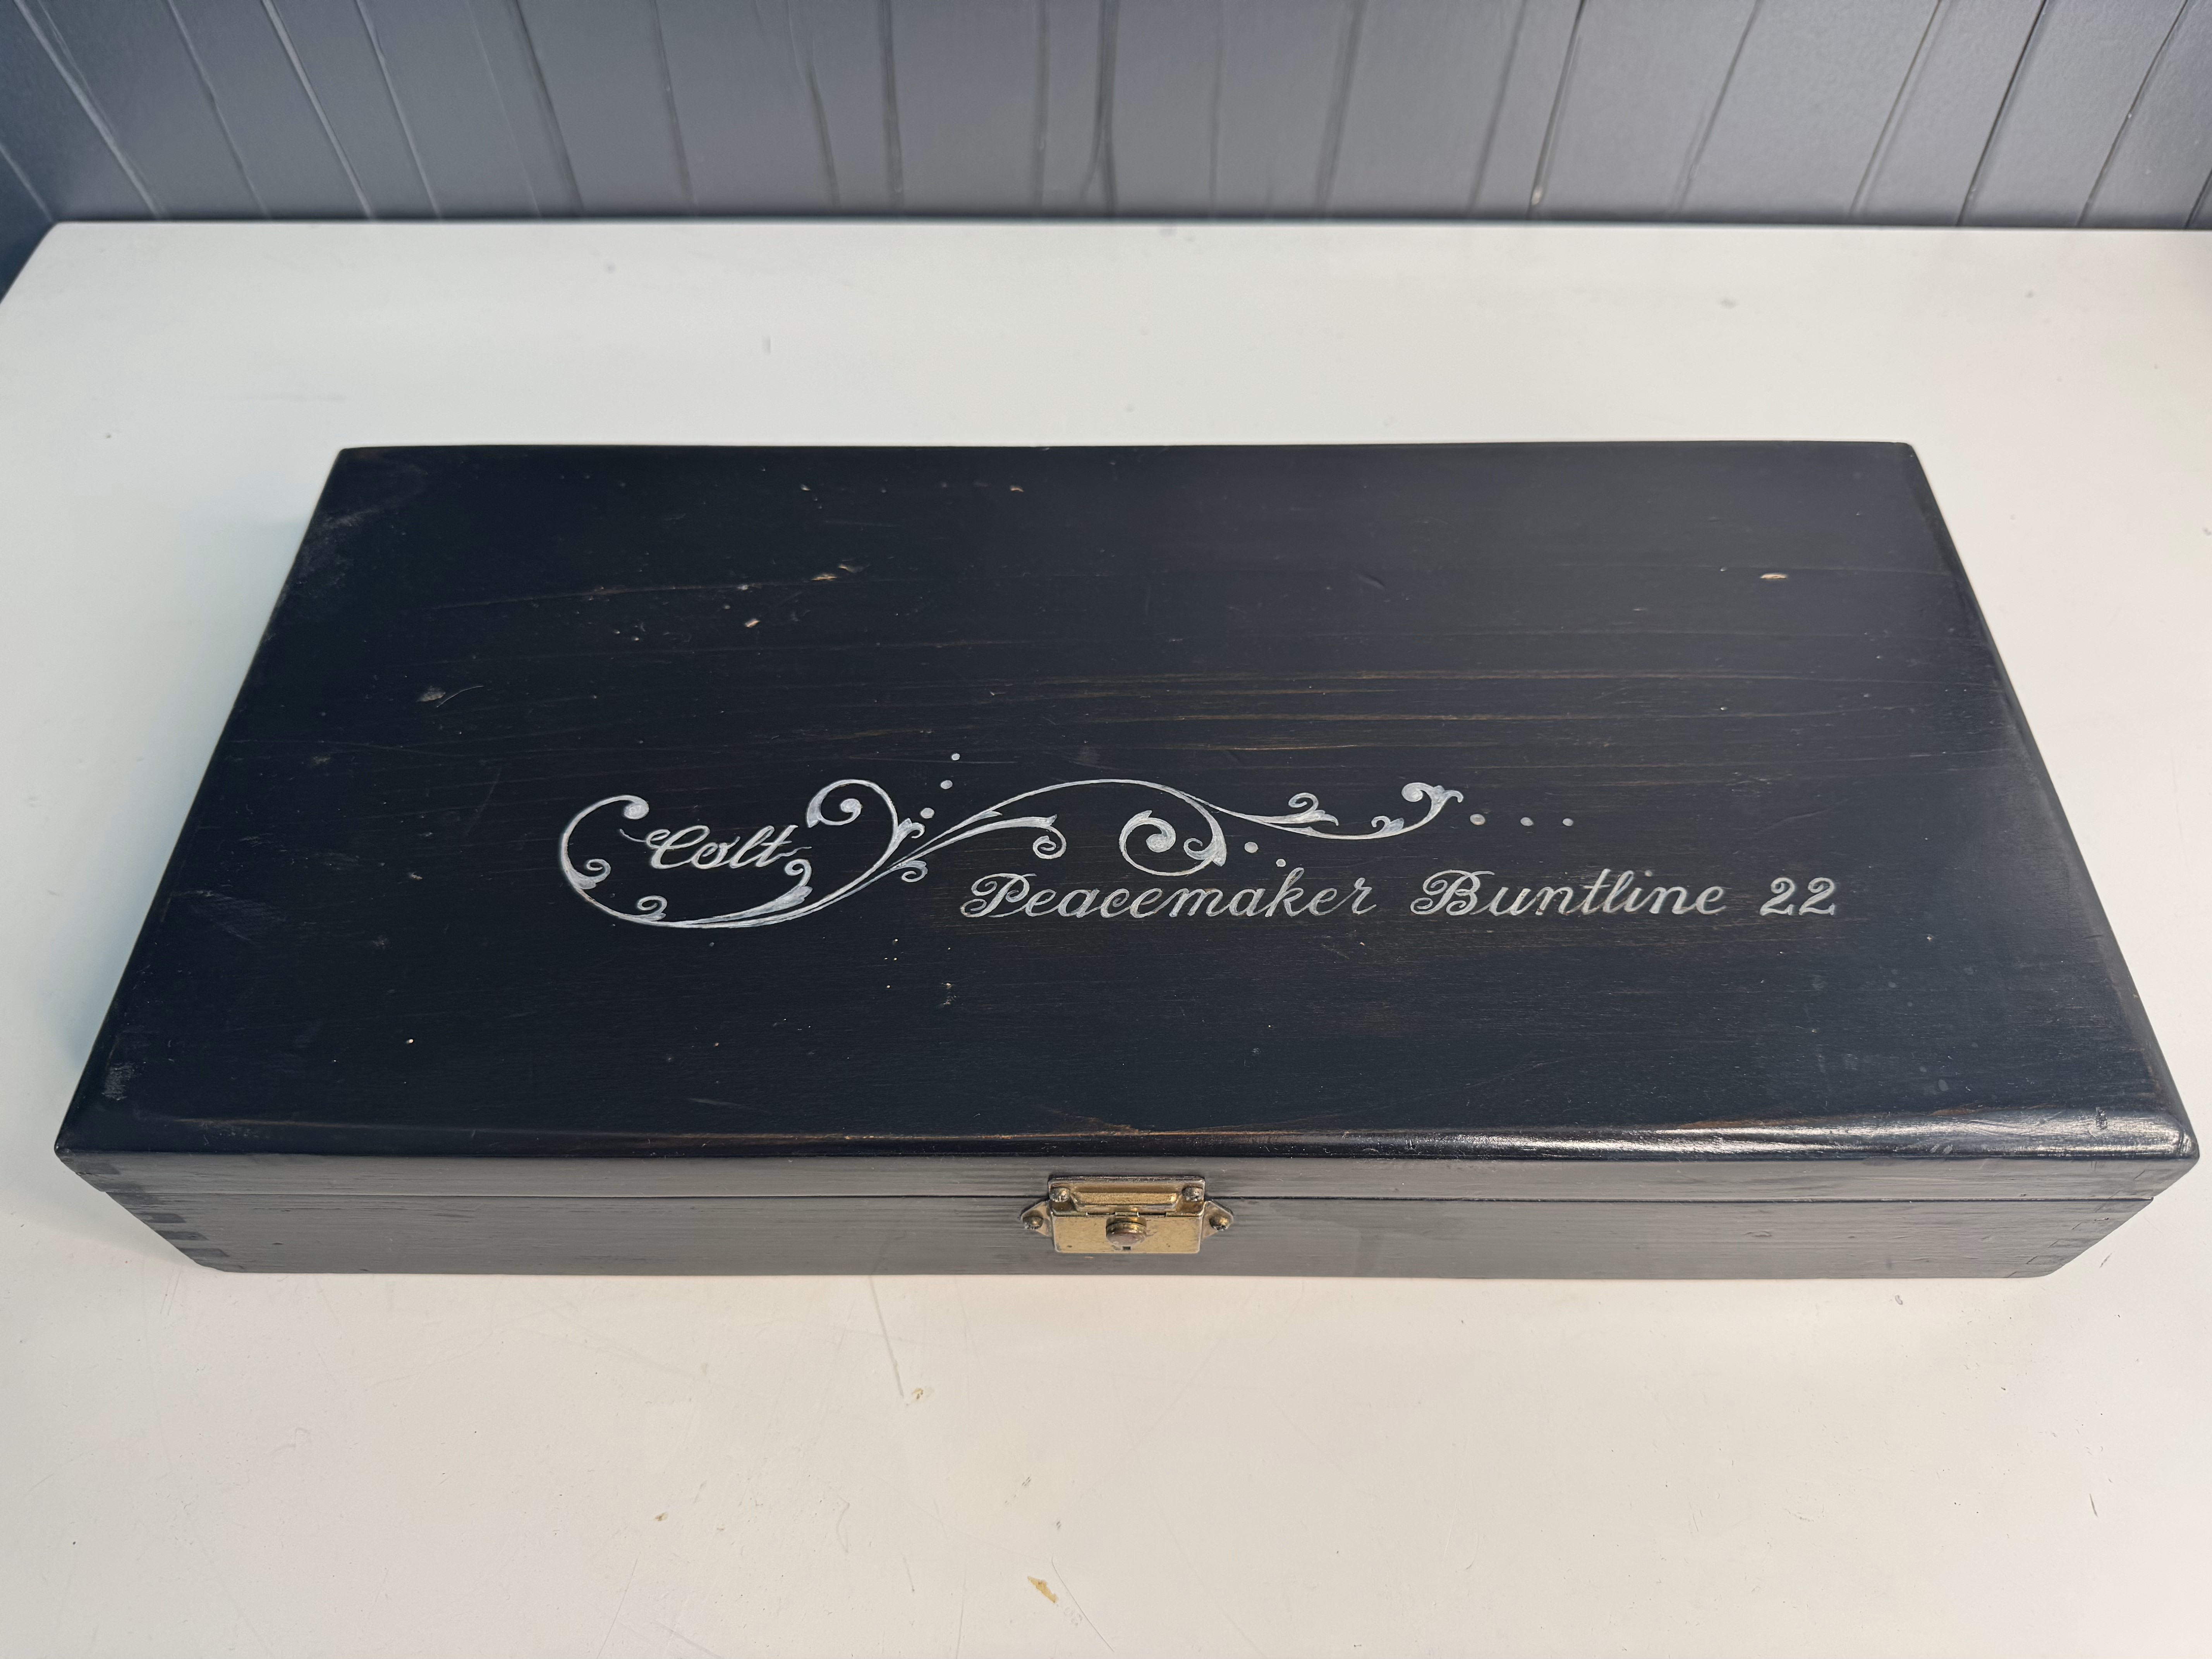 Colt
Peacemaker Buntline 22